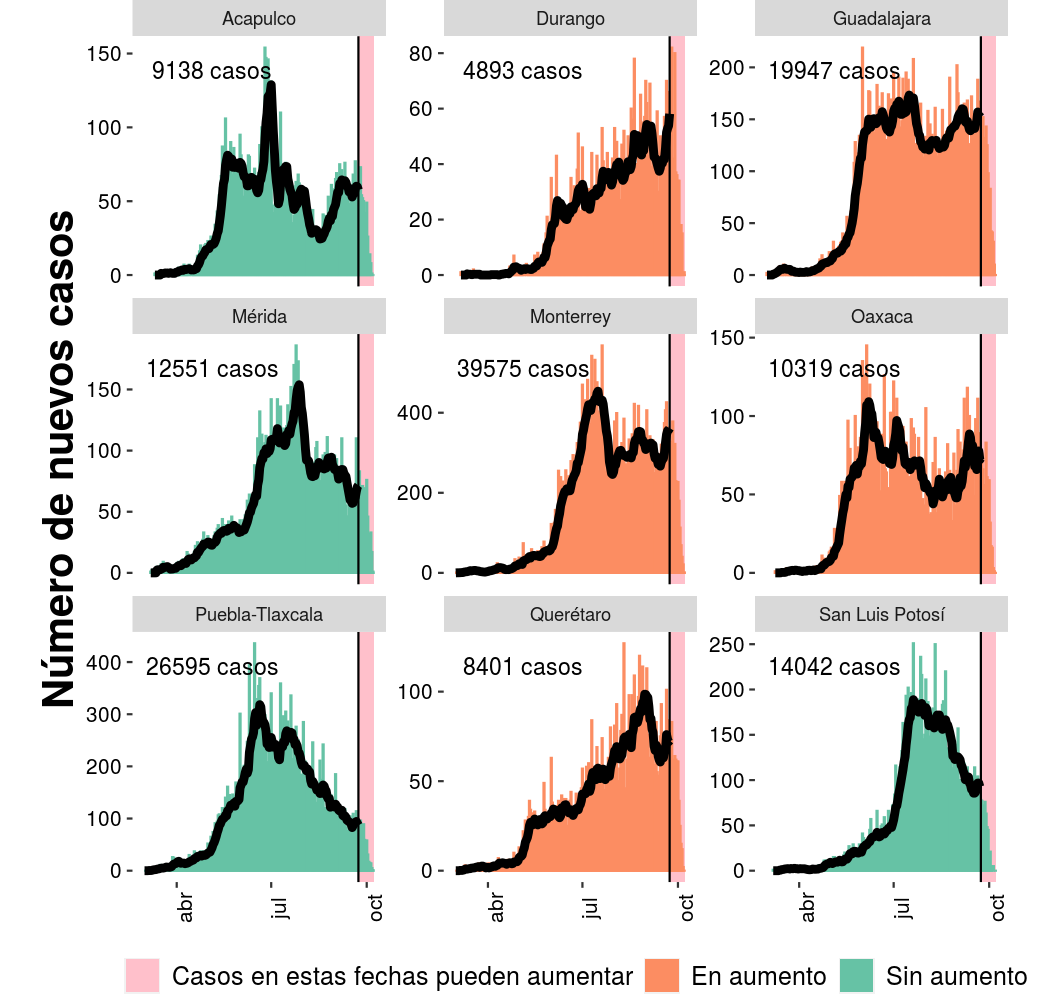 Número de nuevos casos
Acapulco
Durango
Guadalajara
150
100
50
0
9138 casos
80
60
40
20
0
4893 casos
200
150
100
50
0
19947 casos
Mérida
Monterrey
Oaxaca
150
100
50
0
12551 casos
400
200
0
39575 casos
150
100
50
0
10319 casos
Puebla-Tlaxcala
Querétaro
San Luis Potosí
400
300
200
100
0
26595 casos
100
50
0
8401 casos
250
200
150
100
50
0
14042 casos
abr
jul
oct
abr
jul
oct
abr
jul
oct
Casos en estas fechas pueden aumentar
En aumento
Sin aumento